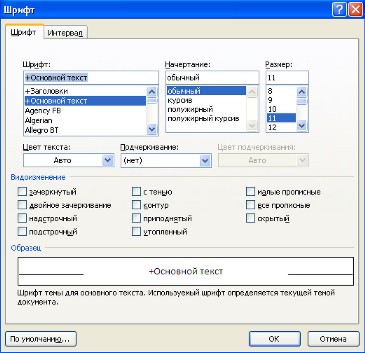 Шрифт
Шрифт Интервал
Шрифт: Начертание: Размер:
+Основной текст обычный 11
+Заголовки обычный 8
+Основной текст курсив 9
Agency FB полужирный 10
Algerian полужирный курсив 11
Allegro BT 12
Цвет текста: Подчеркивание: Цвет подчеркивания:
Авто (нет) Авто
Видоизменение
зачеркнутый с тенью малые прописные
двойное зачеркивание контур все прописные
надстрочный приподнятый скрытый
подстрочный утопленный
Образец
+Основной текст
Шрифт темы для основного текста. Используемый шрифт определяется текущей темой
документа.
По умолчанию... ОК Отмена